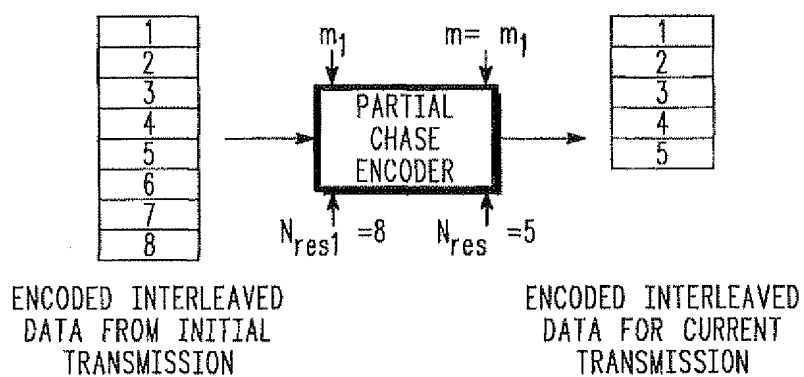 1
2
3
4
5
6
7
8
m1
m= m1
PARTIAL
CHASE
ENCODER
Nres1 =8
Nres =5
1
2
3
4
5
ENCODED INTERLEAVED
DATA FROM INITIAL
TRANSMISSION
ENCODED INTERLEAVED
DATA FOR CURRENT
TRANSMISSION